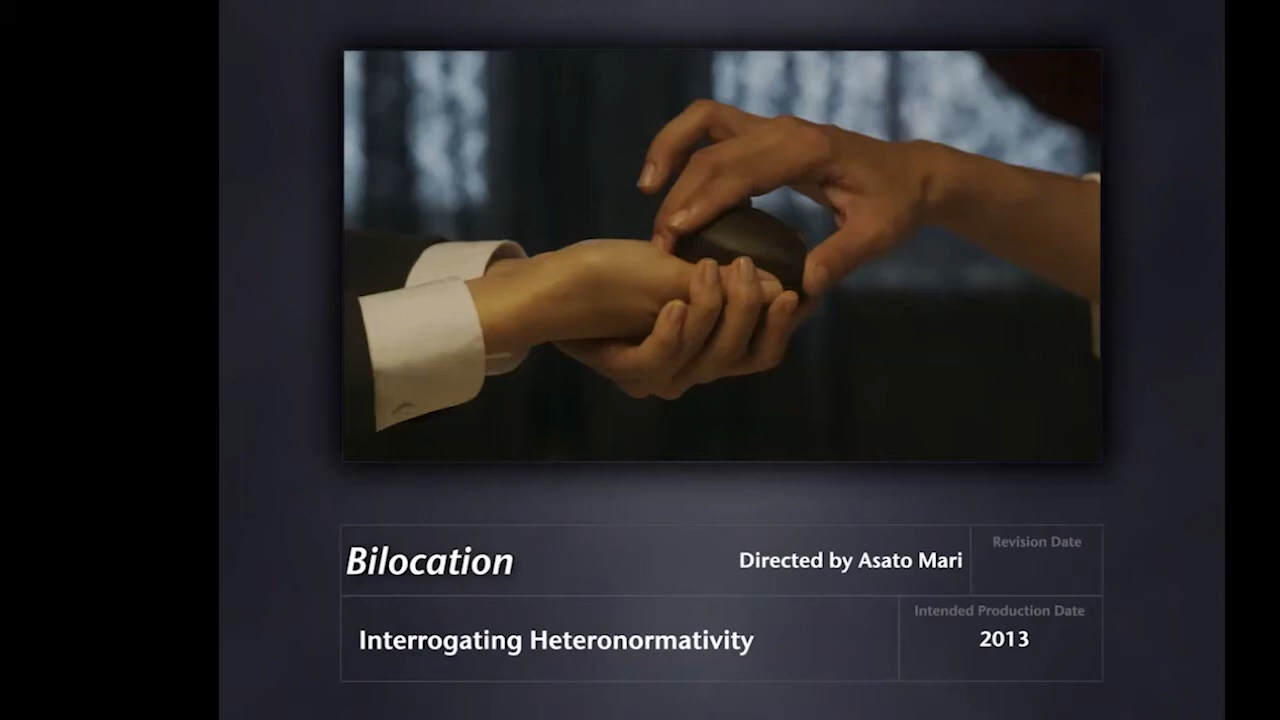 Bilocation
Directed by Asato Mari
Revision Date
Interrogating Heteronormativity
Intended Production Date
2013